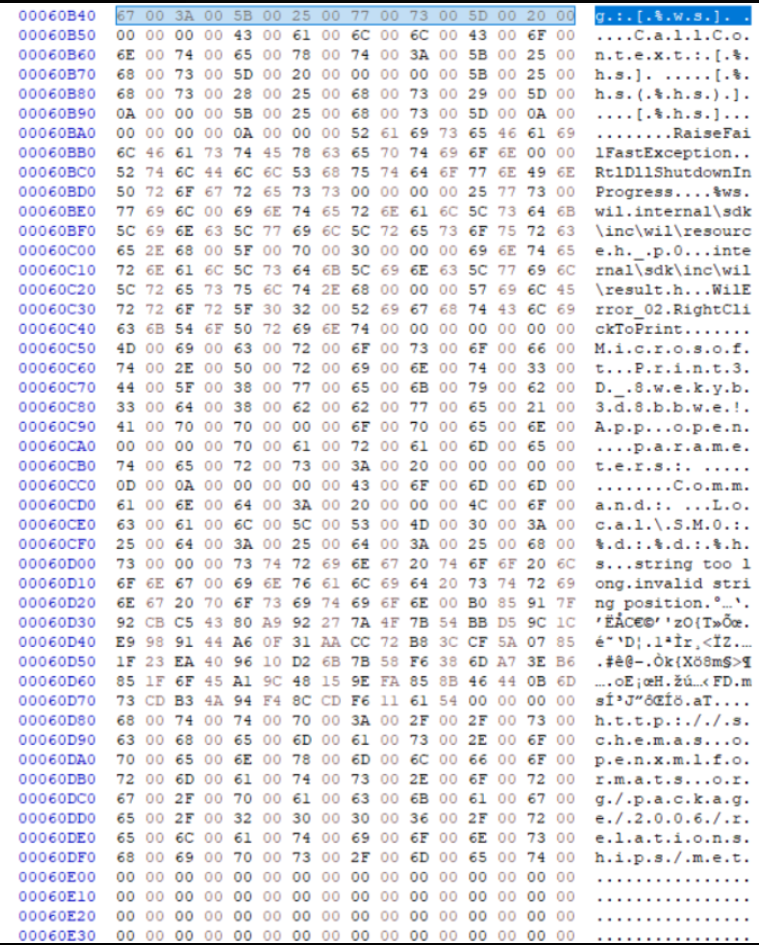 00060B40 67 00 3A 00 5B 00 25 00 77 00 73 00 5D 00 20 00 g.:.[.%.w.s.]. .
00060B50 00 00 00 00 43 00 61 00 6C 00 6C 00 43 00 6F 00 ....C.a.l.l.C.o.
00060B60 6E 00 74 00 65 00 78 00 74 00 3A 00 5B 00 25 00 n.t.e.x.t.:.[.%.
00060B70 68 00 73 00 5D 00 20 00 00 00 00 00 5B 00 25 00 h.s.]. .....[.%.
00060B80 68 00 73 00 28 00 25 00 68 00 73 00 29 00 5D 00 h.s.(.%.h.s.).].
00060B90 0A 00 00 00 5B 00 25 00 68 00 73 00 5D 00 0A 00 ....[.%.h.s.]...
00060BA0 00 00 00 00 0A 00 00 00 52 61 69 73 65 46 61 69 ........RaiseFai
00060BB0 6C 46 61 73 74 45 78 63 65 70 74 69 6F 6E 00 00 lFastException..
00060BC0 52 74 6C 44 6C 6C 53 68 75 74 64 6F 77 6E 49 6E RtlDllShutdownIn
00060BD0 50 72 6F 67 72 65 73 73 00 00 00 00 25 77 73 00 Progress....%ws.
00060BE0 77 69 6C 00 69 6E 74 65 72 6E 61 6C 5C 73 64 6B wil.internal\sdk
00060BF0 5C 69 6E 63 5C 77 69 6C 5C 72 65 73 6F 75 72 63 \inc\wil\resourc
00060C00 65 2E 68 00 5F 00 70 00 30 00 00 00 69 6E 74 65 e.h._.p.0...inte
00060C10 72 6E 61 6C 5C 73 64 6B 5C 69 6E 63 5C 77 69 6C rnal\sdk\inc\wil
00060C20 5C 72 65 73 75 6C 74 2E 68 00 00 00 57 69 6C 45 \result.h...WilE
00060C30 72 72 6F 72 5F 30 32 00 52 69 67 68 74 43 6C 69 rror_02.RightCli
00060C40 63 6B 54 6F 50 72 69 6E 74 00 00 00 00 00 00 00 ckToPrint.......
00060C50 4D 00 69 00 63 00 72 00 6F 00 73 00 6F 00 66 00 M.i.c.r.o.s.o.f.
00060C60 74 00 2E 00 50 00 72 00 69 00 6E 00 74 00 33 00 t...P.r.i.n.t.3.
00060C70 44 00 5F 00 38 00 77 00 65 00 6B 00 79 00 62 00 D._.8.w.e.k.y.b.
00060C80 33 00 64 00 38 00 62 00 62 00 77 00 65 00 21 00 3.d.8.b.b.w.e.!.
00060C90 41 00 70 00 70 00 00 00 6F 00 70 00 65 00 6E 00 A.p.p...o.p.e.n.
00060CA0 00 00 00 00 70 00 61 00 72 00 61 00 6D 00 65 00 ....p.a.r.a.m.e.
00060CB0 74 00 65 00 72 00 73 00 3A 00 20 00 00 00 00 00 t.e.r.s.:. .....
00060CC0 0D 00 0A 00 00 00 00 00 43 00 6F 00 6D 00 6D 00 ........C.o.m.m.
00060CD0 61 00 6E 00 64 00 3A 00 20 00 00 00 4C 00 6F 00 a.n.d.:. ...L.o.
00060CE0 63 00 61 00 6C 00 5C 00 53 00 4D 00 30 00 3A 00 c.a.l.\.S.M.0.:.
00060CF0 25 00 64 00 3A 00 25 00 64 00 3A 00 25 00 68 00 %.d.:.%.d.:.%.h.
00060D00 73 00 00 00 73 74 72 69 6E 67 20 74 6F 6F 20 6C s...string too l
00060D10 6F 6E 67 00 69 6E 76 61 6C 69 64 20 73 74 72 69 ong.invalid stri
00060D20 6E 67 20 70 6F 73 69 74 69 6F 6E 00 B0 85 91 7F ng position.°…‘.
00060D30 92 CB C5 43 80 A9 92 27 7A 4F 7B 54 BB D5 9C 1C ’ËÅC€©’'zO{T»Õœ.
00060D40 E9 98 91 44 A6 0F 31 AA CC 72 B8 3C CF 5A 07 85 é˜‘D¦.1ªÌr¸<ÏZ.…
00060D50 1F 23 EA 40 96 10 D2 6B 7B 58 F6 38 6D A7 3E B6 .#ê@–.Òk{Xö8m§>¶
00060D60 85 1F 6F 45 A1 9C 48 15 9E FA 85 8B 46 44 0B 6D ….oE¡œH.žú…‹FD.m
00060D70 73 CD B3 4A 94 F4 8C CD F6 11 61 54 00 00 00 00 sͳJ”ôŒÍö.aT....
00060D80 68 00 74 00 74 00 70 00 3A 00 2F 00 2F 00 73 00 h.t.t.p.:././.s.
00060D90 63 00 68 00 65 00 6D 00 61 00 73 00 2E 00 6F 00 c.h.e.m.a.s...o.
00060DA0 70 00 65 00 6E 00 78 00 6D 00 6C 00 66 00 6F 00 p.e.n.x.m.l.f.o.
00060DB0 72 00 6D 00 61 00 74 00 73 00 2E 00 6F 00 72 00 r.m.a.t.s...o.r.
00060DC0 67 00 2F 00 70 00 61 00 63 00 6B 00 61 00 67 00 g./.p.a.c.k.a.g.
00060DD0 65 00 2F 00 32 00 30 00 30 00 36 00 2F 00 72 00 e./.2.0.0.6./.r.
00060DE0 65 00 6C 00 61 00 74 00 69 00 6F 00 6E 00 73 00 e.l.a.t.i.o.n.s.
00060DF0 68 00 69 00 70 00 73 00 2F 00 6D 00 65 00 74 00 h.i.p.s./.m.e.t.
00060E00 00 00 00 00 00 00 00 00 00 00 00 00 00 00 00 00 ................
00060E10 00 00 00 00 00 00 00 00 00 00 00 00 00 00 00 00 ................
00060E20 00 00 00 00 00 00 00 00 00 00 00 00 00 00 00 00 ................
00060E30 00 00 00 00 00 00 00 00 00 00 00 00 00 00 00 00 ................